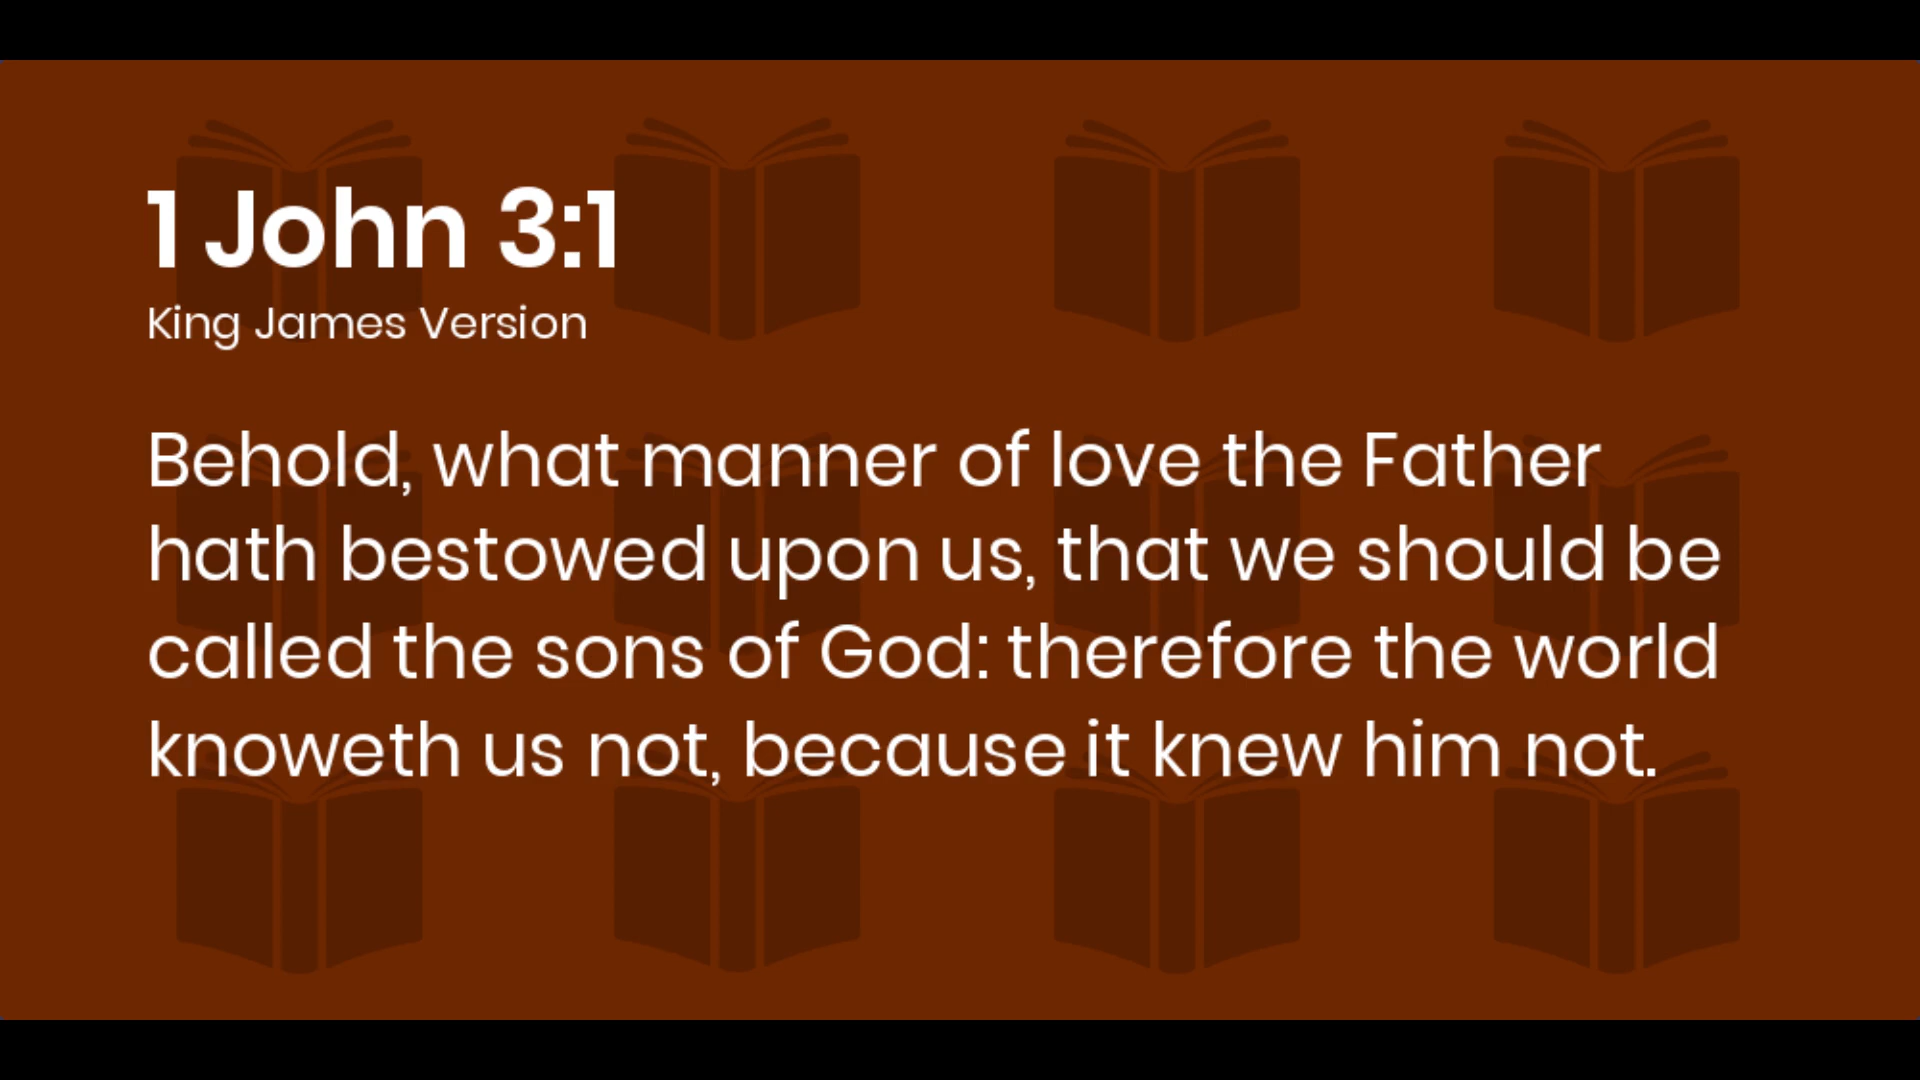 1 John 3:1
King James Version
Behold, what manner of love the Father
hath bestowed upon us, that we should be
called the sons of God: therefore the world
knoweth us not, because it knew him not.